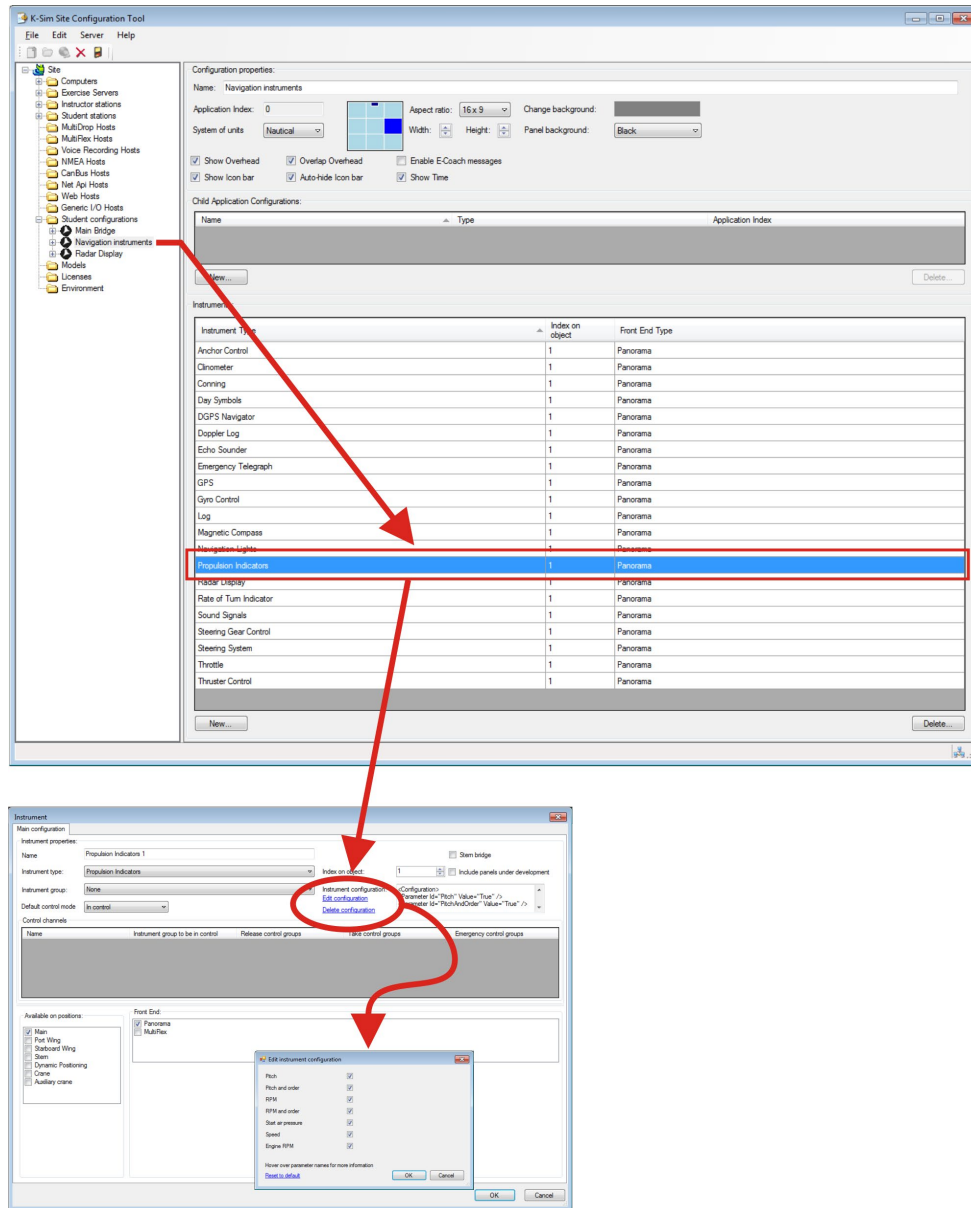 K-Sim Site Configuration Tool
File Edit Server Help
Site
Computers
Exercise Servers
Instructor stations
Student stations
MultiDrop Hosts
MultiFlex Hosts
Voice Recording Hosts
NMEA Hosts
CanBus Hosts
Net Api Hosts
Web Hosts
Generic I/O Hosts
Student configurations
Main Bridge
Navigation instruments
Radar Display
Models
Licenses
Environment
Configuration properties:
Name: Navigation instruments
Application Index: 0 Aspect ratio: 16 x 9 Change background:
System of units Nautical Width: Height: Panel background: Black
Show Overhead Overlap Overhead Enable E-Coach messages
Show Icon bar Auto-hide Icon bar Show Time
Child Application Configurations:
Name Type Application Index
New... Delete...
Instruments:
Instrument Type Index on object Front End Type
Anchor Control 1 Panorama
Clinometer 1 Panorama
Conning 1 Panorama
Day Symbols 1 Panorama
DGPS Navigator 1 Panorama
Doppler Log 1 Panorama
Echo Sounder 1 Panorama
Emergency Telegraph 1 Panorama
GPS 1 Panorama
Gyro Control 1 Panorama
Log 1 Panorama
Magnetic Compass 1 Panorama
Navigation Lights 1 Panorama
Propulsion Indicators 1 Panorama
Radar Display 1 Panorama
Rate of Turn Indicator 1 Panorama
Sound Signals 1 Panorama
Steering Gear Control 1 Panorama
Steering System 1 Panorama
Throttle 1 Panorama
Thruster Control 1 Panorama
New... Delete...
Instrument
Main configuration
Instrument properties:
Name Propulsion Indicators 1 Stern bridge
Instrument type: Propulsion Indicators Index on object: 1 Include panels under development
Instrument group: None Instrument configuration: <Configuration>
Edit configuration <Parameter Id="Pitch" Value="True" />
Default control mode In control Delete configuration <Parameter Id="PitchAndOrder" Value="True" />
Control channels
Name Instrument group to be in control Release control groups Take control groups Emergency control groups
Available on positions:
Main
Port Wing
Starboard Wing
Stern
Dynamic Positioning
Crane
Auxiliary crane
Front End:
Panorama
MultiFlex
Edit instrument configuration
Pitch
Pitch and order
RPM
RPM and order
Start air pressure
Speed
Engine RPM
Hover over parameter names for more information
Reset to default OK Cancel
OK Cancel